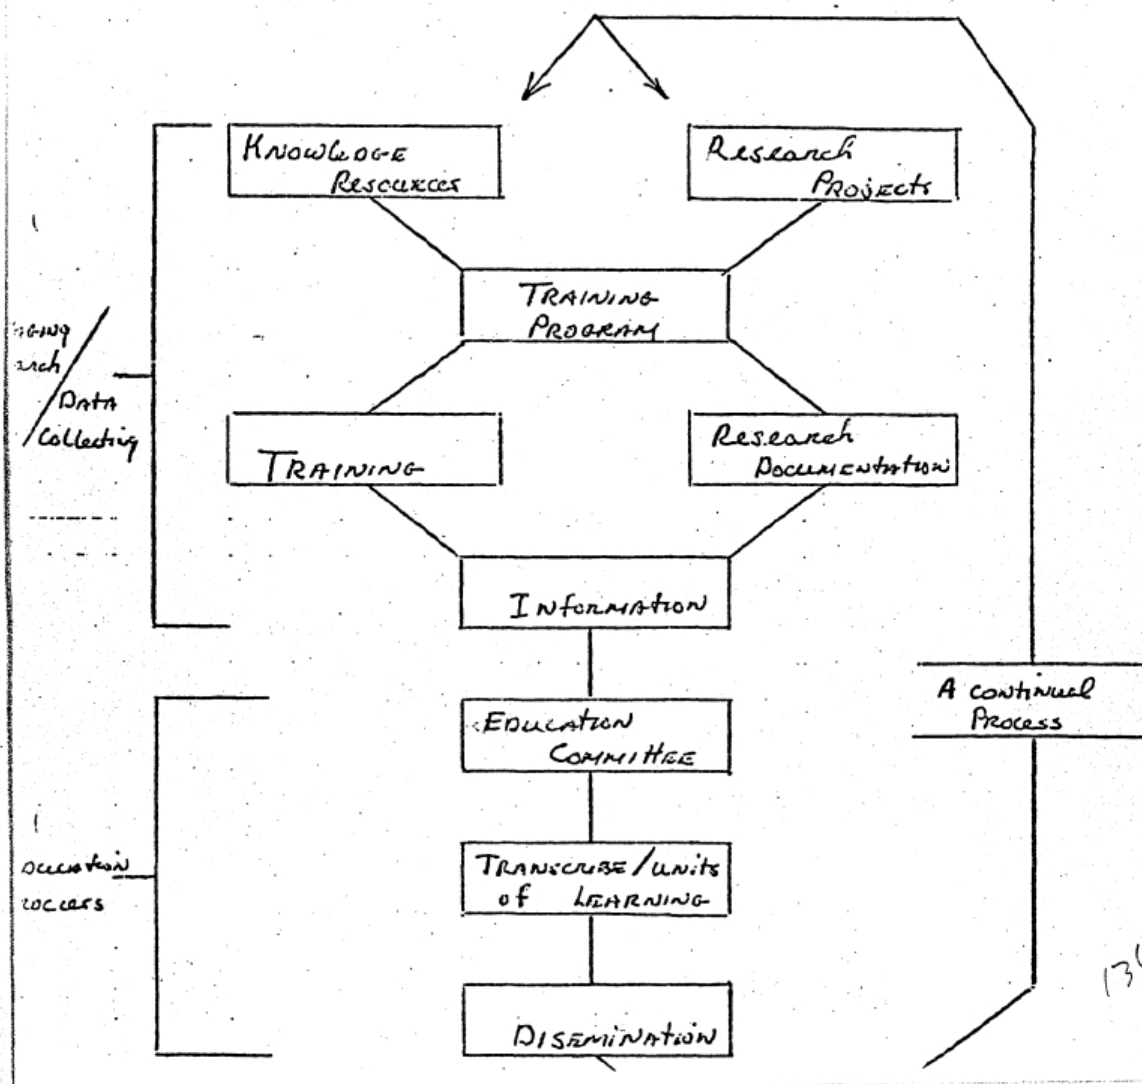 KNOWLEDGE
RESOURCES
Research
PROJECTS
TRAINING
PROGRAM
DATA
Collecting
TRAINING
Research
DOCUMENTATION
INFORMATION
EDUCATION
COMMITTEE
A CONTINUAL
PROCESS
TRANSCRIBE/UNITS
of LEARNING
DISEMINATION